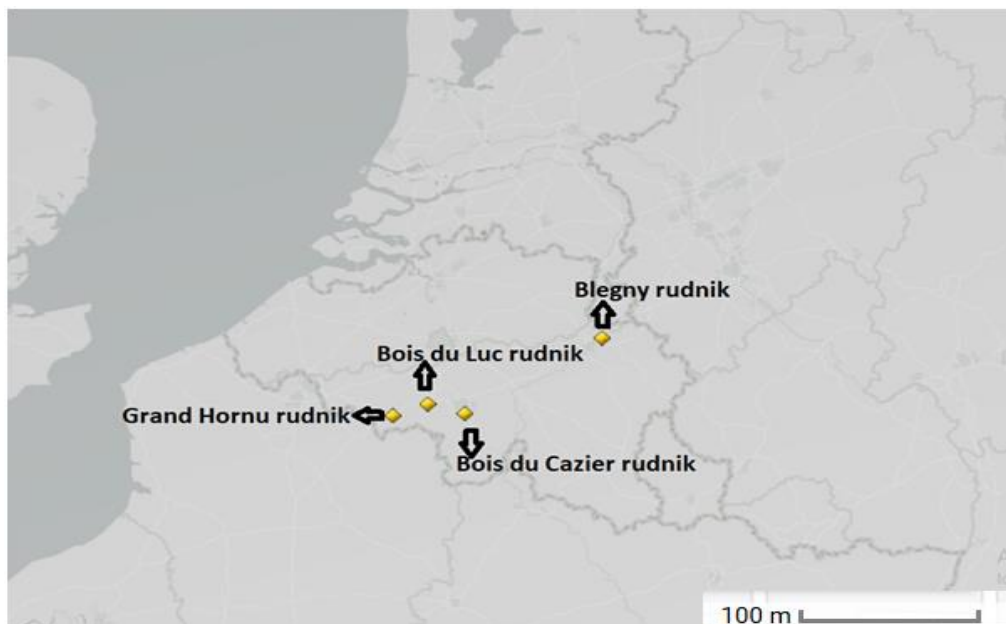 Blegny rudnik
Bois du Luc rudnik
Grand Hornu rudnik
Bois du Cazier rudnik
100 m